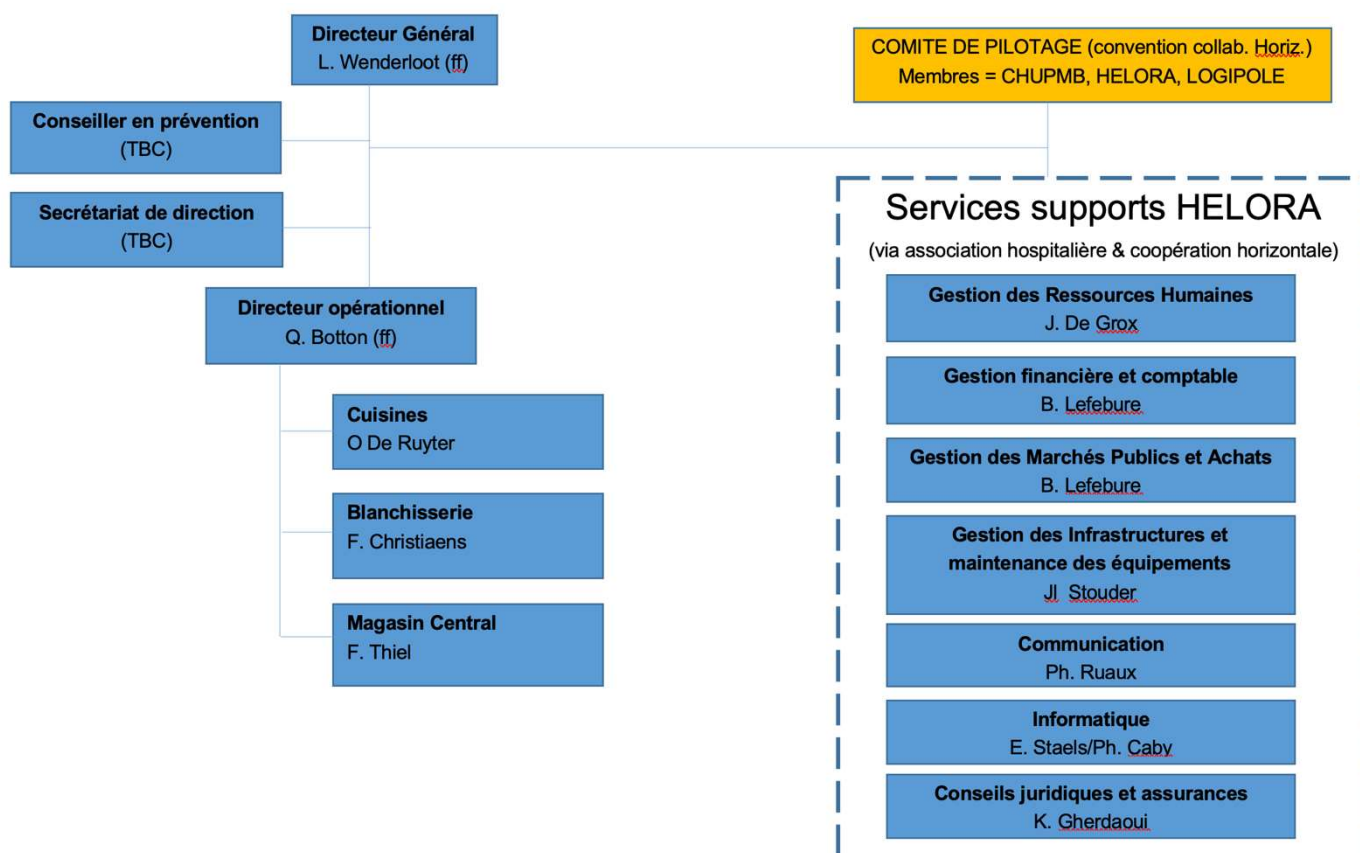 Directeur Général
L. Wenderloot (ff)
COMITE DE PILOTAGE (convention collab. Horiz.)
Membres = CHUPMB, HELORA, LOGIPOLE
Conseiller en prévention
(TBC)
Secrétariat de direction
(TBC)
Directeur opérationnel
Q. Botton (ff)
Cuisines
O De Ruyter
Blanchisserie
F. Christiaens
Magasin Central
F. Thiel
Services supports HELORA
(via association hospitalière & coopération horizontale)
Gestion des Ressources Humaines
J. De Grox
Gestion financière et comptable
B. Lefebure
Gestion des Marchés Publics et Achats
B. Lefebure
Gestion des Infrastructures et
maintenance des équipements
Jl Stouder
Communication
Ph. Ruaux
Informatique
E. Staels/Ph. Caby
Conseils juridiques et assurances
K. Gherdaoui